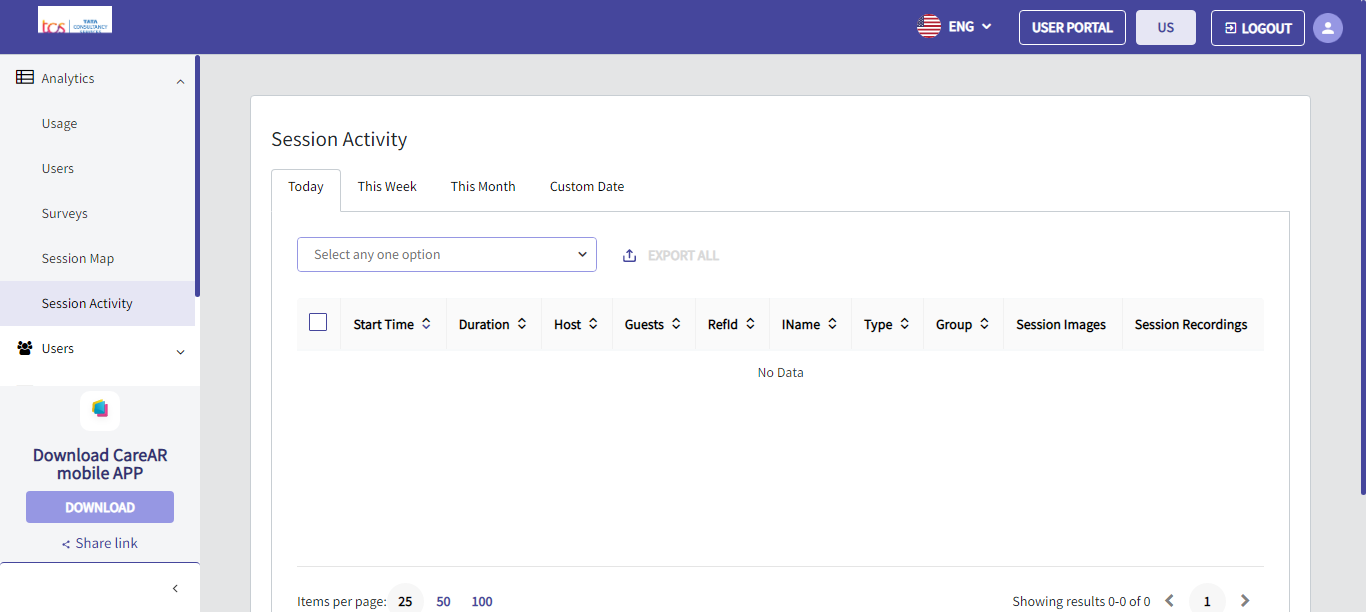 tcs TATA
CONSULTANCY
SERVICES
ENG
USER PORTAL
US
LOGOUT
Analytics
Usage
Users
Surveys
Session Map
Session Activity
Users
Download CareAR
mobile APP
DOWNLOAD
Share link
Session Activity
Today This Week This Month Custom Date
Select any one option
EXPORT ALL
Start Time Duration Host Guests RefId IName Type Group Session Images Session Recordings
No Data
Items per page: 25 50 100
Showing results 0-0 of 0 1